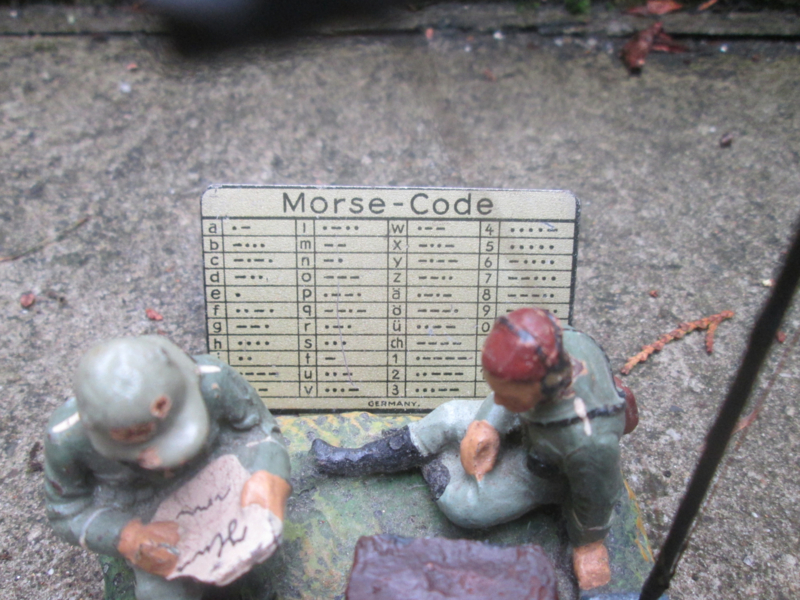 Morse-Code
a ·– l ·–·· w ·–– 4 ····–
b –··· m –– x –··– 5 ·····
c –·–· n –· y –·–– 6 –····
d –·· o ––– z ––·· 7 ––···
e · p ·––· ä ·–·– 8 –––··
f ··–· q ––·– ö –––· 9
g ––· r ·–· ü ··–– 0
h ···· s ··· ch ––––
i ·· t – 1 ·––––
u ··– 2 ··–––
v ···– 3 ···––
GERMANY.